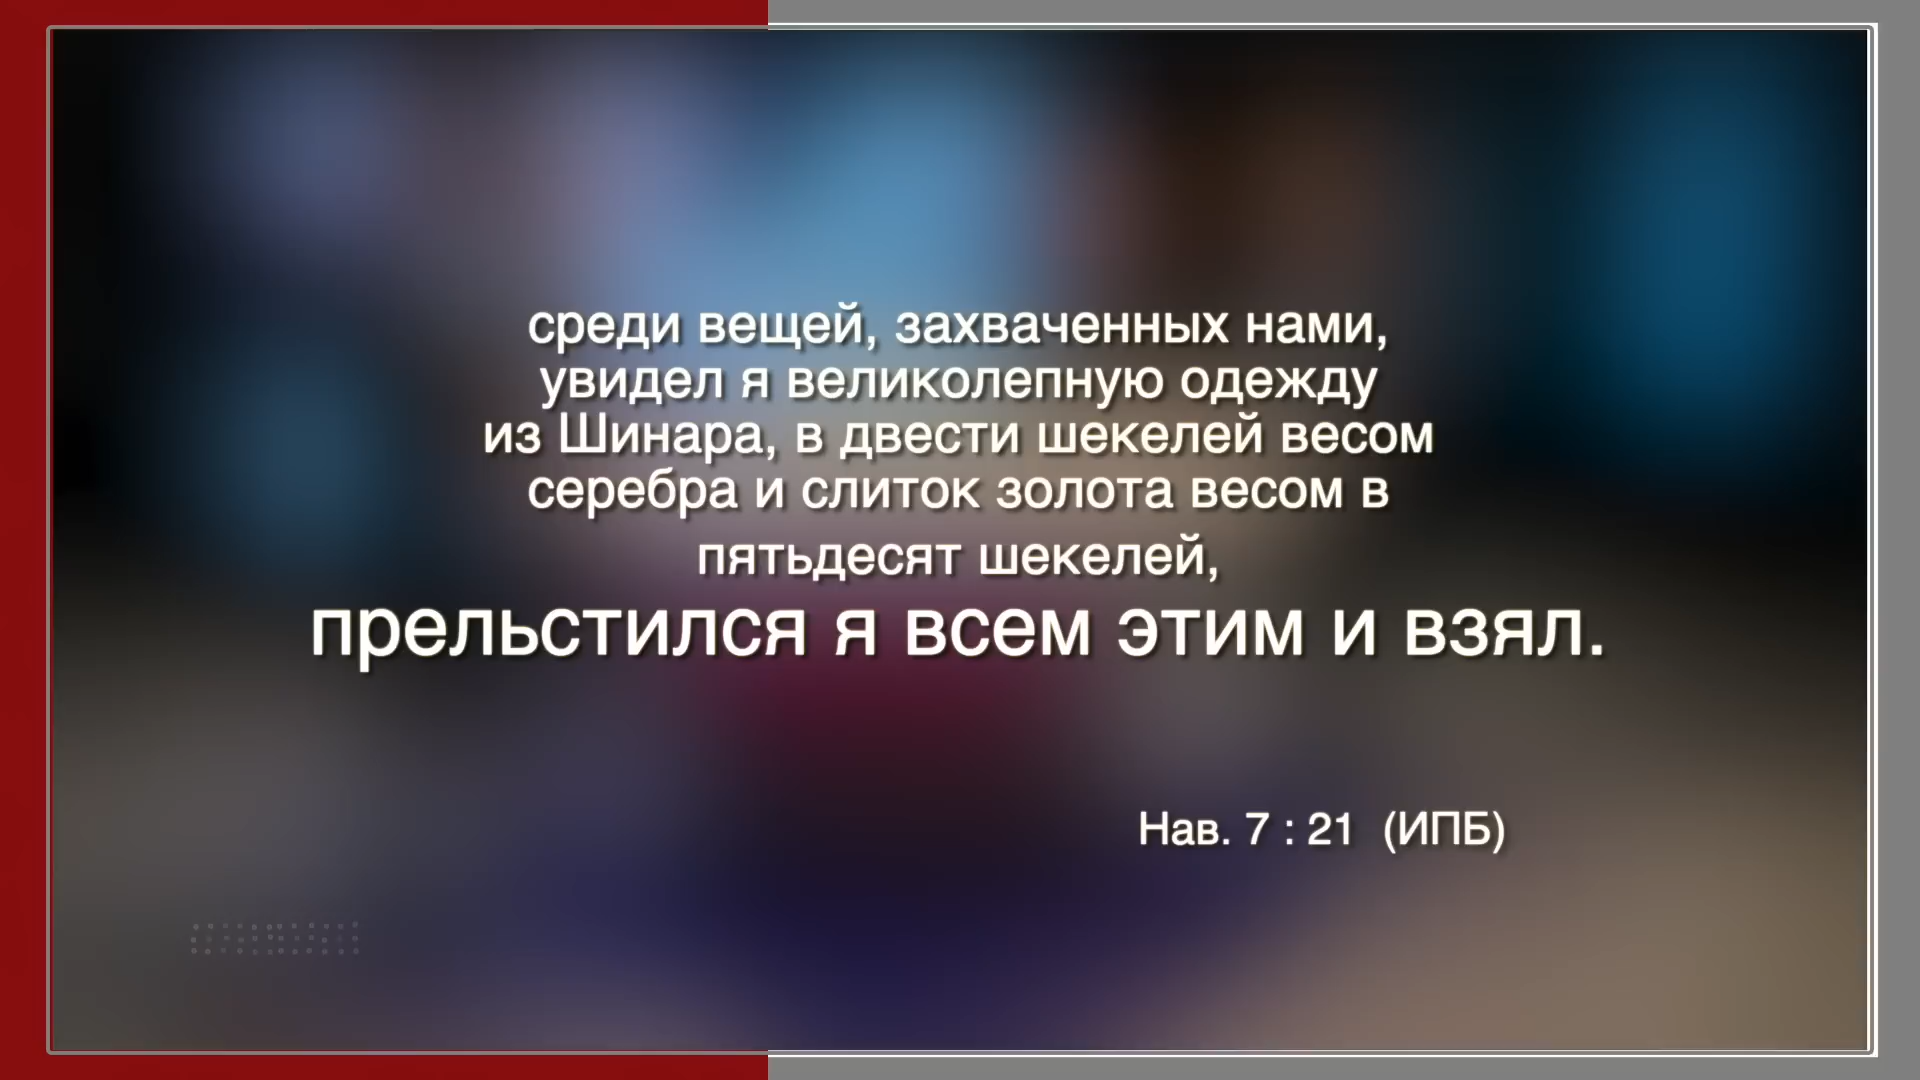 среди вещей, захваченных нами,
увидел я великолепную одежду
из Шинара, в двести шекелей весом
серебра и слиток золота весом в
пятьдесят шекелей,
прельстился я всем этим и взял.
Нав. 7 : 21 (ИПБ)